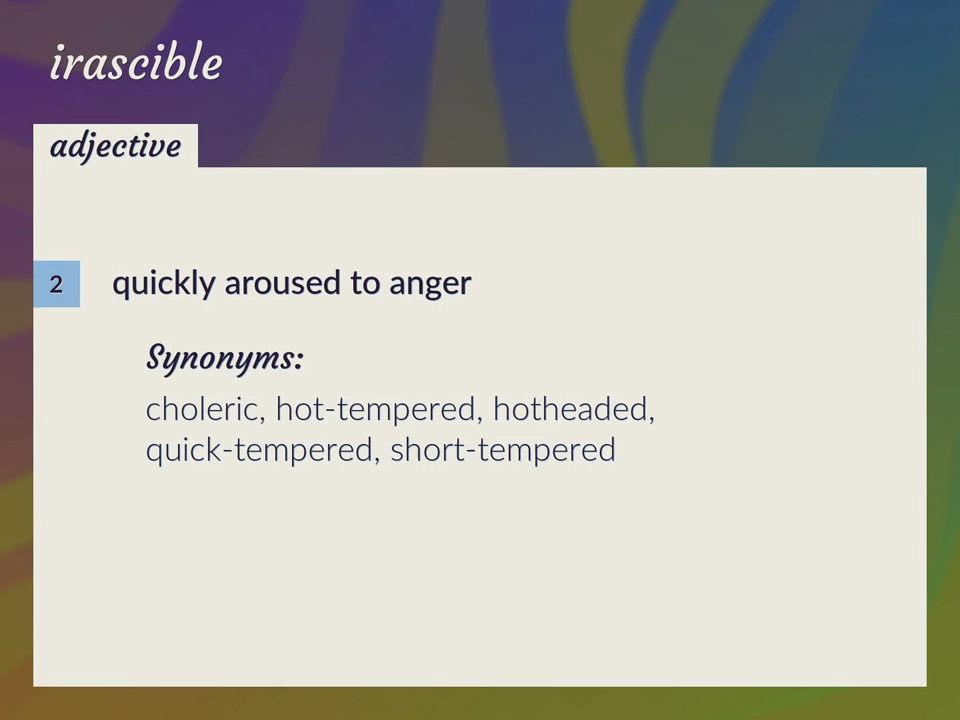 irascible
adjective
2
quickly aroused to anger
Synonyms:
choleric, hot-tempered, hotheaded,
quick-tempered, short-tempered